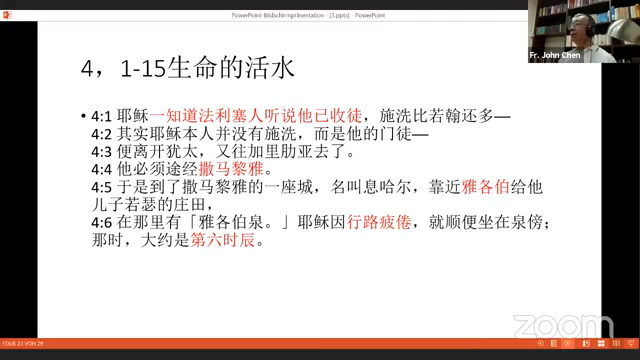 PowerPoint-Bildschirmpräsentation - [3.pptx] - PowerPoint
Fr. John Chen
4，1-15生命的活水
• 4:1 耶稣一知道法利塞人听说他已收徒，施洗比若翰还多—
4:2 其实耶稣本人并没有施洗，而是他的门徒—
4:3 便离开犹太，又往加里肋亚去了。
4:4 他必须途经撒马黎雅。
4:5 于是到了撒马黎雅的一座城，名叫息哈尔，靠近雅各伯给他
儿子若瑟的庄田，
4:6 在那里有「雅各伯泉。」耶稣因行路疲倦，就顺便坐在泉傍；
那时，大约是第六时辰。
zoom
FOLIE 23 VON 29